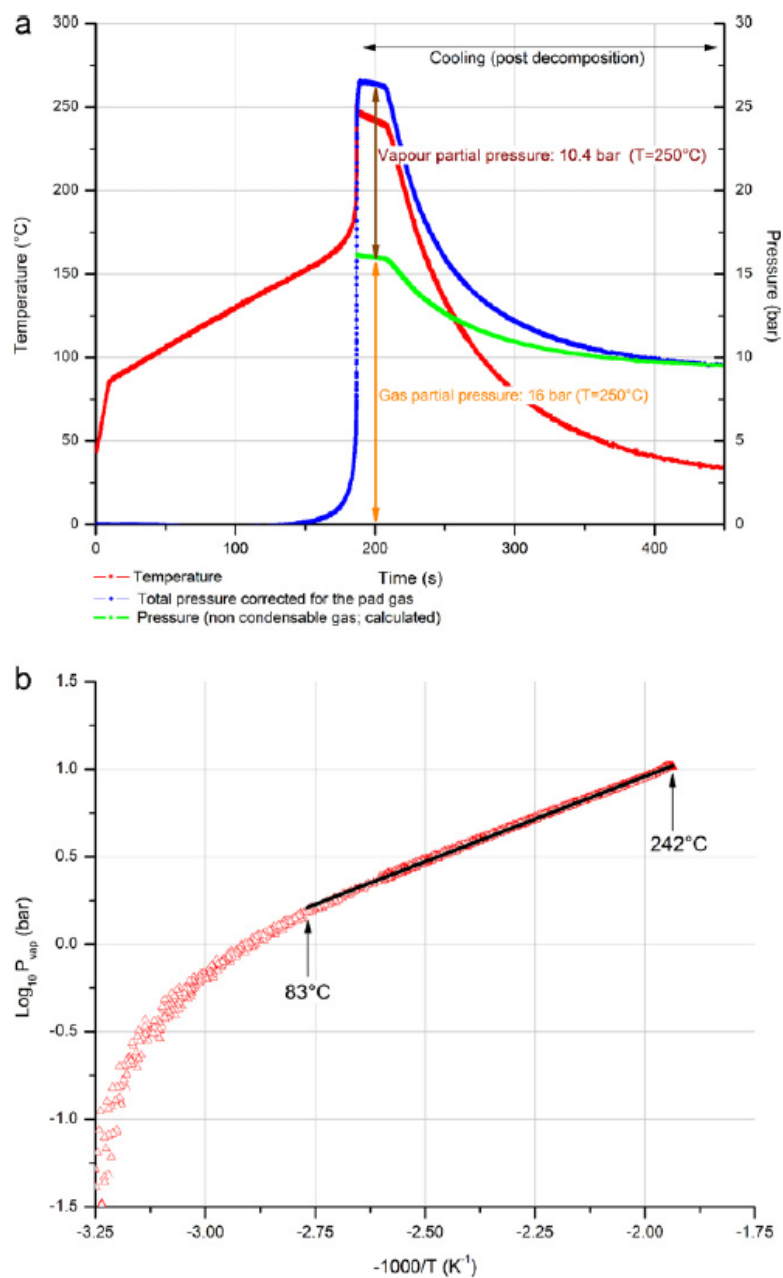 a
300
250
200
150
100
50
0
Temperature (°C)
30
25
20
15
10
5
0
Pressure (bar)
Cooling (post decomposition)
Vapour partial pressure: 10.4 bar (T=250°C)
Gas partial pressure: 16 bar (T=250°C)
0 100 200 300 400
Time (s)
Temperature
Total pressure corrected for the pad gas
Pressure (non condensable gas; calculated)
b
1.5
1.0
0.5
0.0
-0.5
-1.0
-1.5
Log10 Pvap (bar)
242°C
83°C
-3.25 -3.00 -2.75 -2.50 -2.25 -2.00 -1.75
-1000/T (K-1)